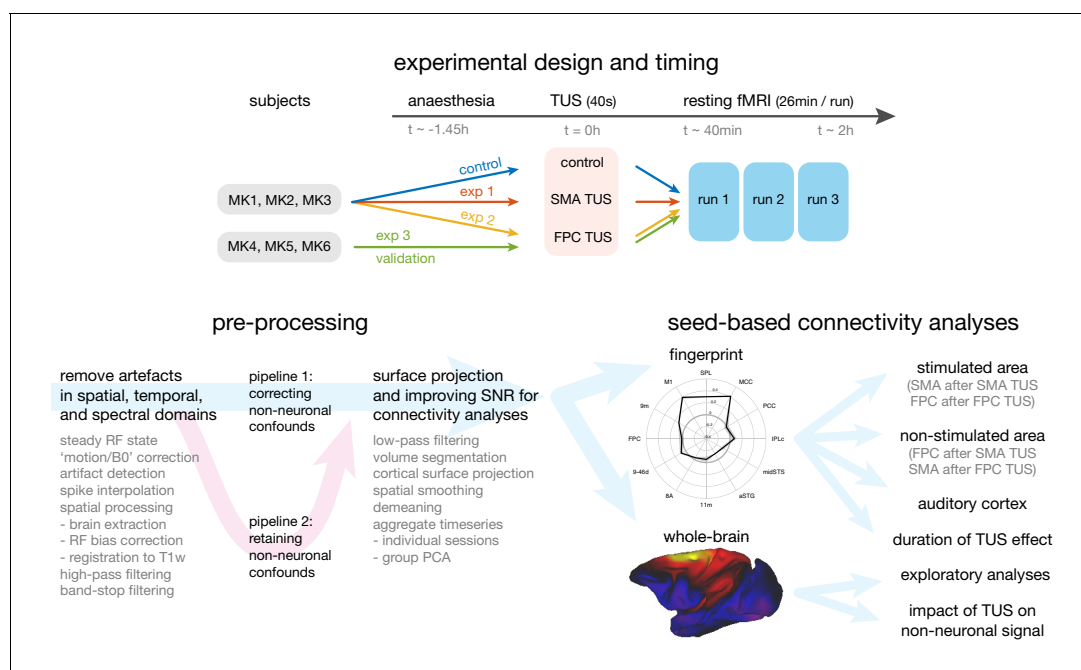 experimental design and timing
subjects
anaesthesia
TUS (40s)
resting fMRI (26min / run)
t ~ -1.45h
t = 0h
t ~ 40min
t ~ 2h
control
exp 1
exp 2
exp 3
validation
MK1, MK2, MK3
MK4, MK5, MK6
control
SMA TUS
FPC TUS
run 1
run 2
run 3
pre-processing
remove artefacts
in spatial, temporal,
and spectral domains
steady RF state
'motion/B0' correction
artifact detection
spike interpolation
spatial processing
- brain extraction
- RF bias correction
- registration to T1w
high-pass filtering
band-stop filtering
pipeline 1:
correcting
non-neuronal
confounds
pipeline 2:
retaining
non-neuronal
confounds
surface projection
and improving SNR for
connectivity analyses
low-pass filtering
volume segmentation
cortical surface projection
spatial smoothing
demeaning
aggregate timeseries
- individual sessions
- group PCA
seed-based connectivity analyses
fingerprint
SPL
MCC
PCC
IPLc
midSTS
aSTG
11m
8A
9-46d
FPC
9m
M1
whole-brain
stimulated area
(SMA after SMA TUS
FPC after FPC TUS)
non-stimulated area
(FPC after SMA TUS
SMA after FPC TUS)
auditory cortex
duration of TUS effect
exploratory analyses
impact of TUS on
non-neuronal signal